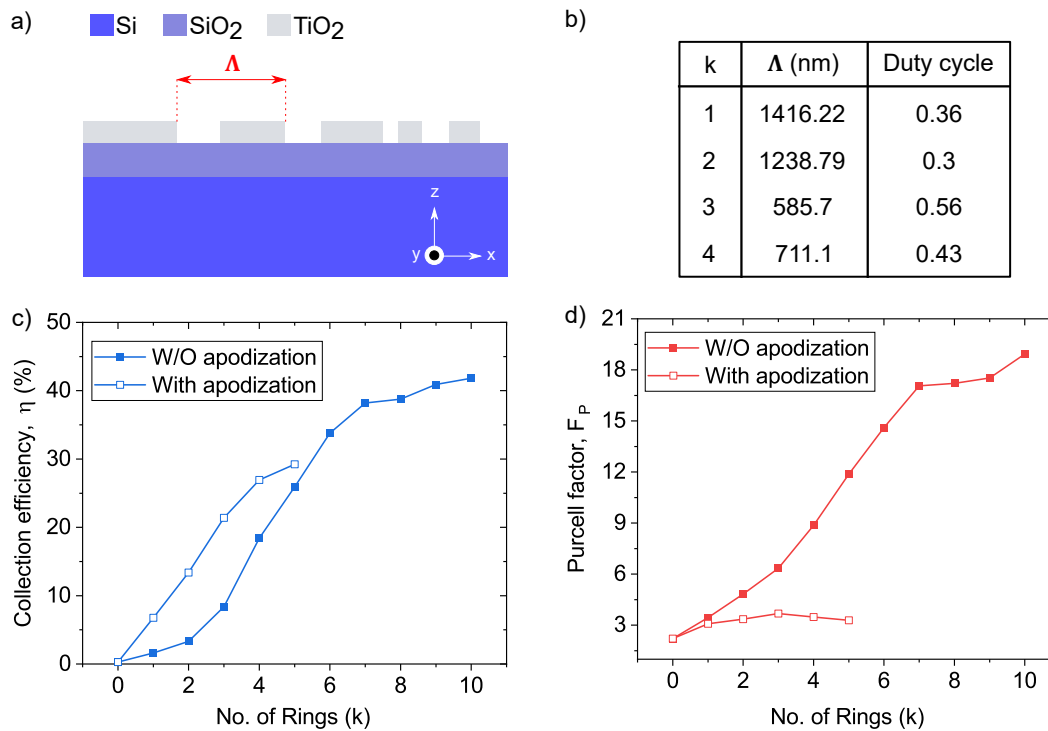 a)
Si SiO2 TiO2
Λ
z
y x
b)
k Λ (nm) Duty cycle
1 1416.22 0.36
2 1238.79 0.3
3 585.7 0.56
4 711.1 0.43
c)
50
40
30
20
10
0
0 2 4 6 8 10
Collection efficiency, η (%)
No. of Rings (k)
W/O apodization
With apodization
d)
21
18
15
12
9
6
3
0 2 4 6 8 10
Purcell factor, FP
No. of Rings (k)
W/O apodization
With apodization